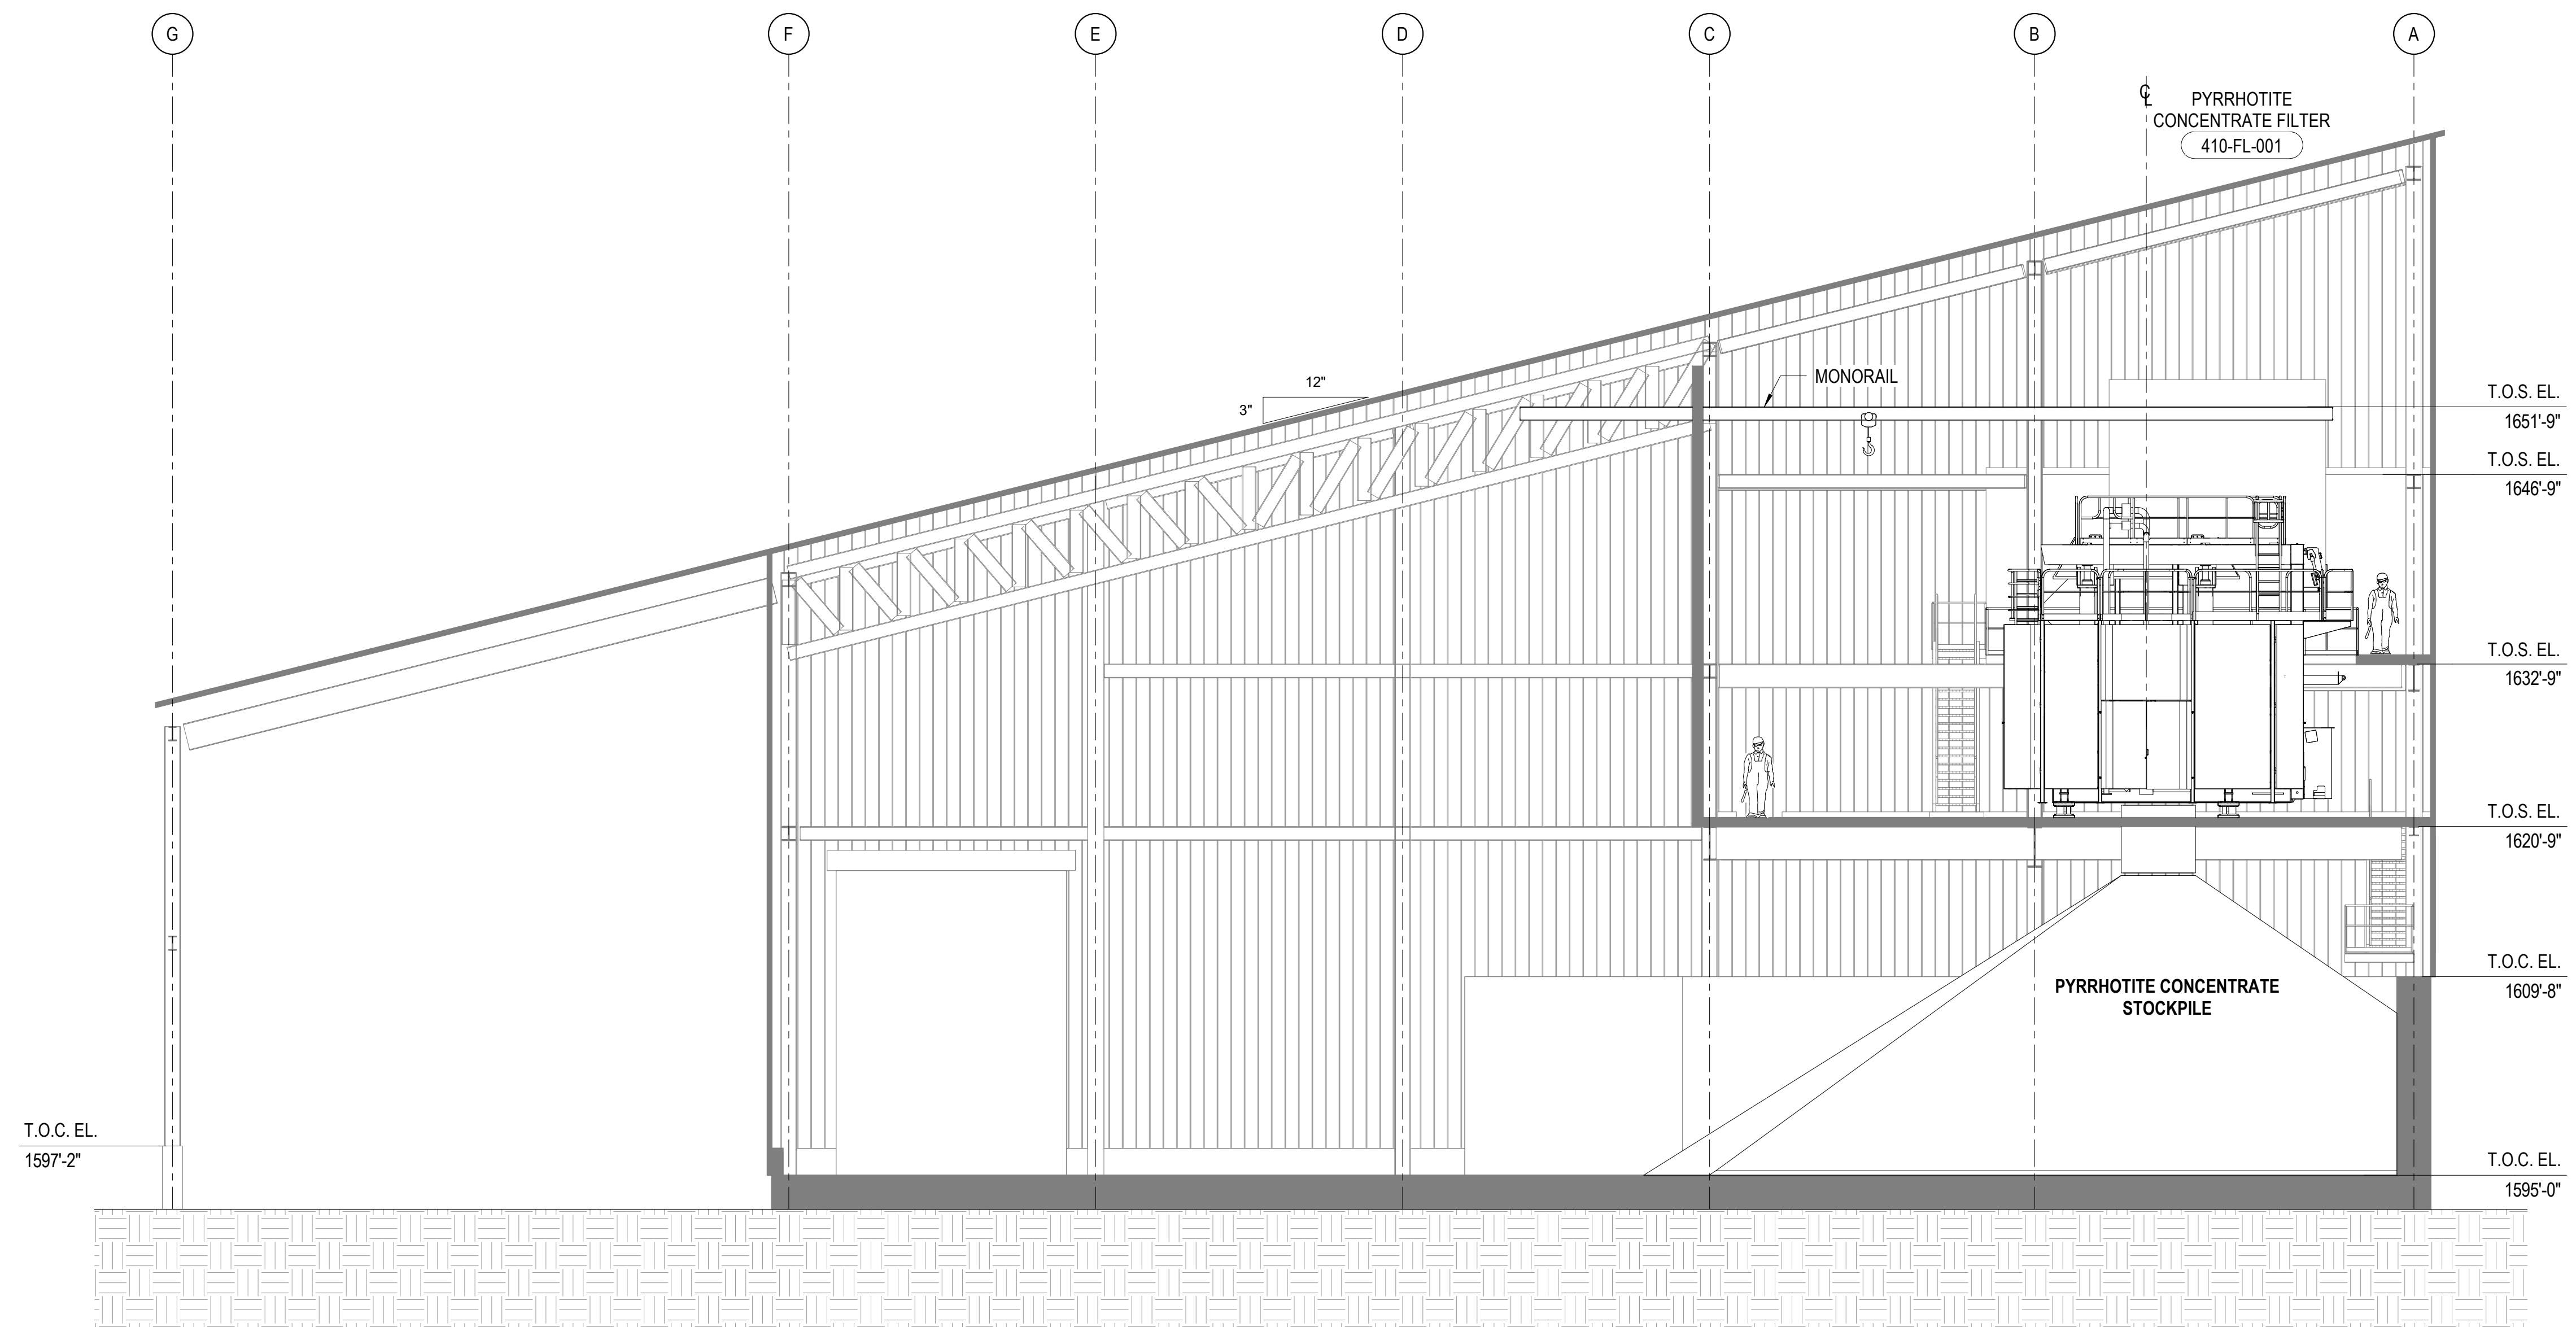 G
F
E
D
C
B
A
℄ PYRRHOTITE
CONCENTRATE FILTER
410-FL-001
12"
3"
MONORAIL
T.O.S. EL.
1651'-9"
T.O.S. EL.
1646'-9"
T.O.S. EL.
1632'-9"
T.O.S. EL.
1620'-9"
T.O.C. EL.
1609'-8"
PYRRHOTITE CONCENTRATE
STOCKPILE
T.O.C. EL.
1597'-2"
T.O.C. EL.
1595'-0"